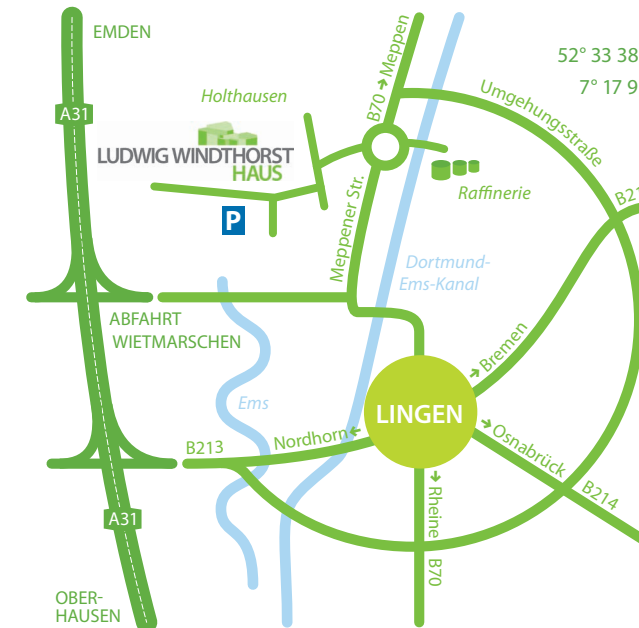 EMDEN
A31
Holthausen
LUDWIG WINDTHORST
HAUS
P
B70 → Meppen
52° 33 38
7° 17 9
Umgehungsstraße
Raffinerie
B21
Meppener Str.
Dortmund-
Ems-Kanal
ABFAHRT
WIETMARSCHEN
→ Bremen
Ems
LINGEN
B213
Nordhorn ←
→ Osnabrück
B214
→ Rheine
B70
A31
OBER-
HAUSEN